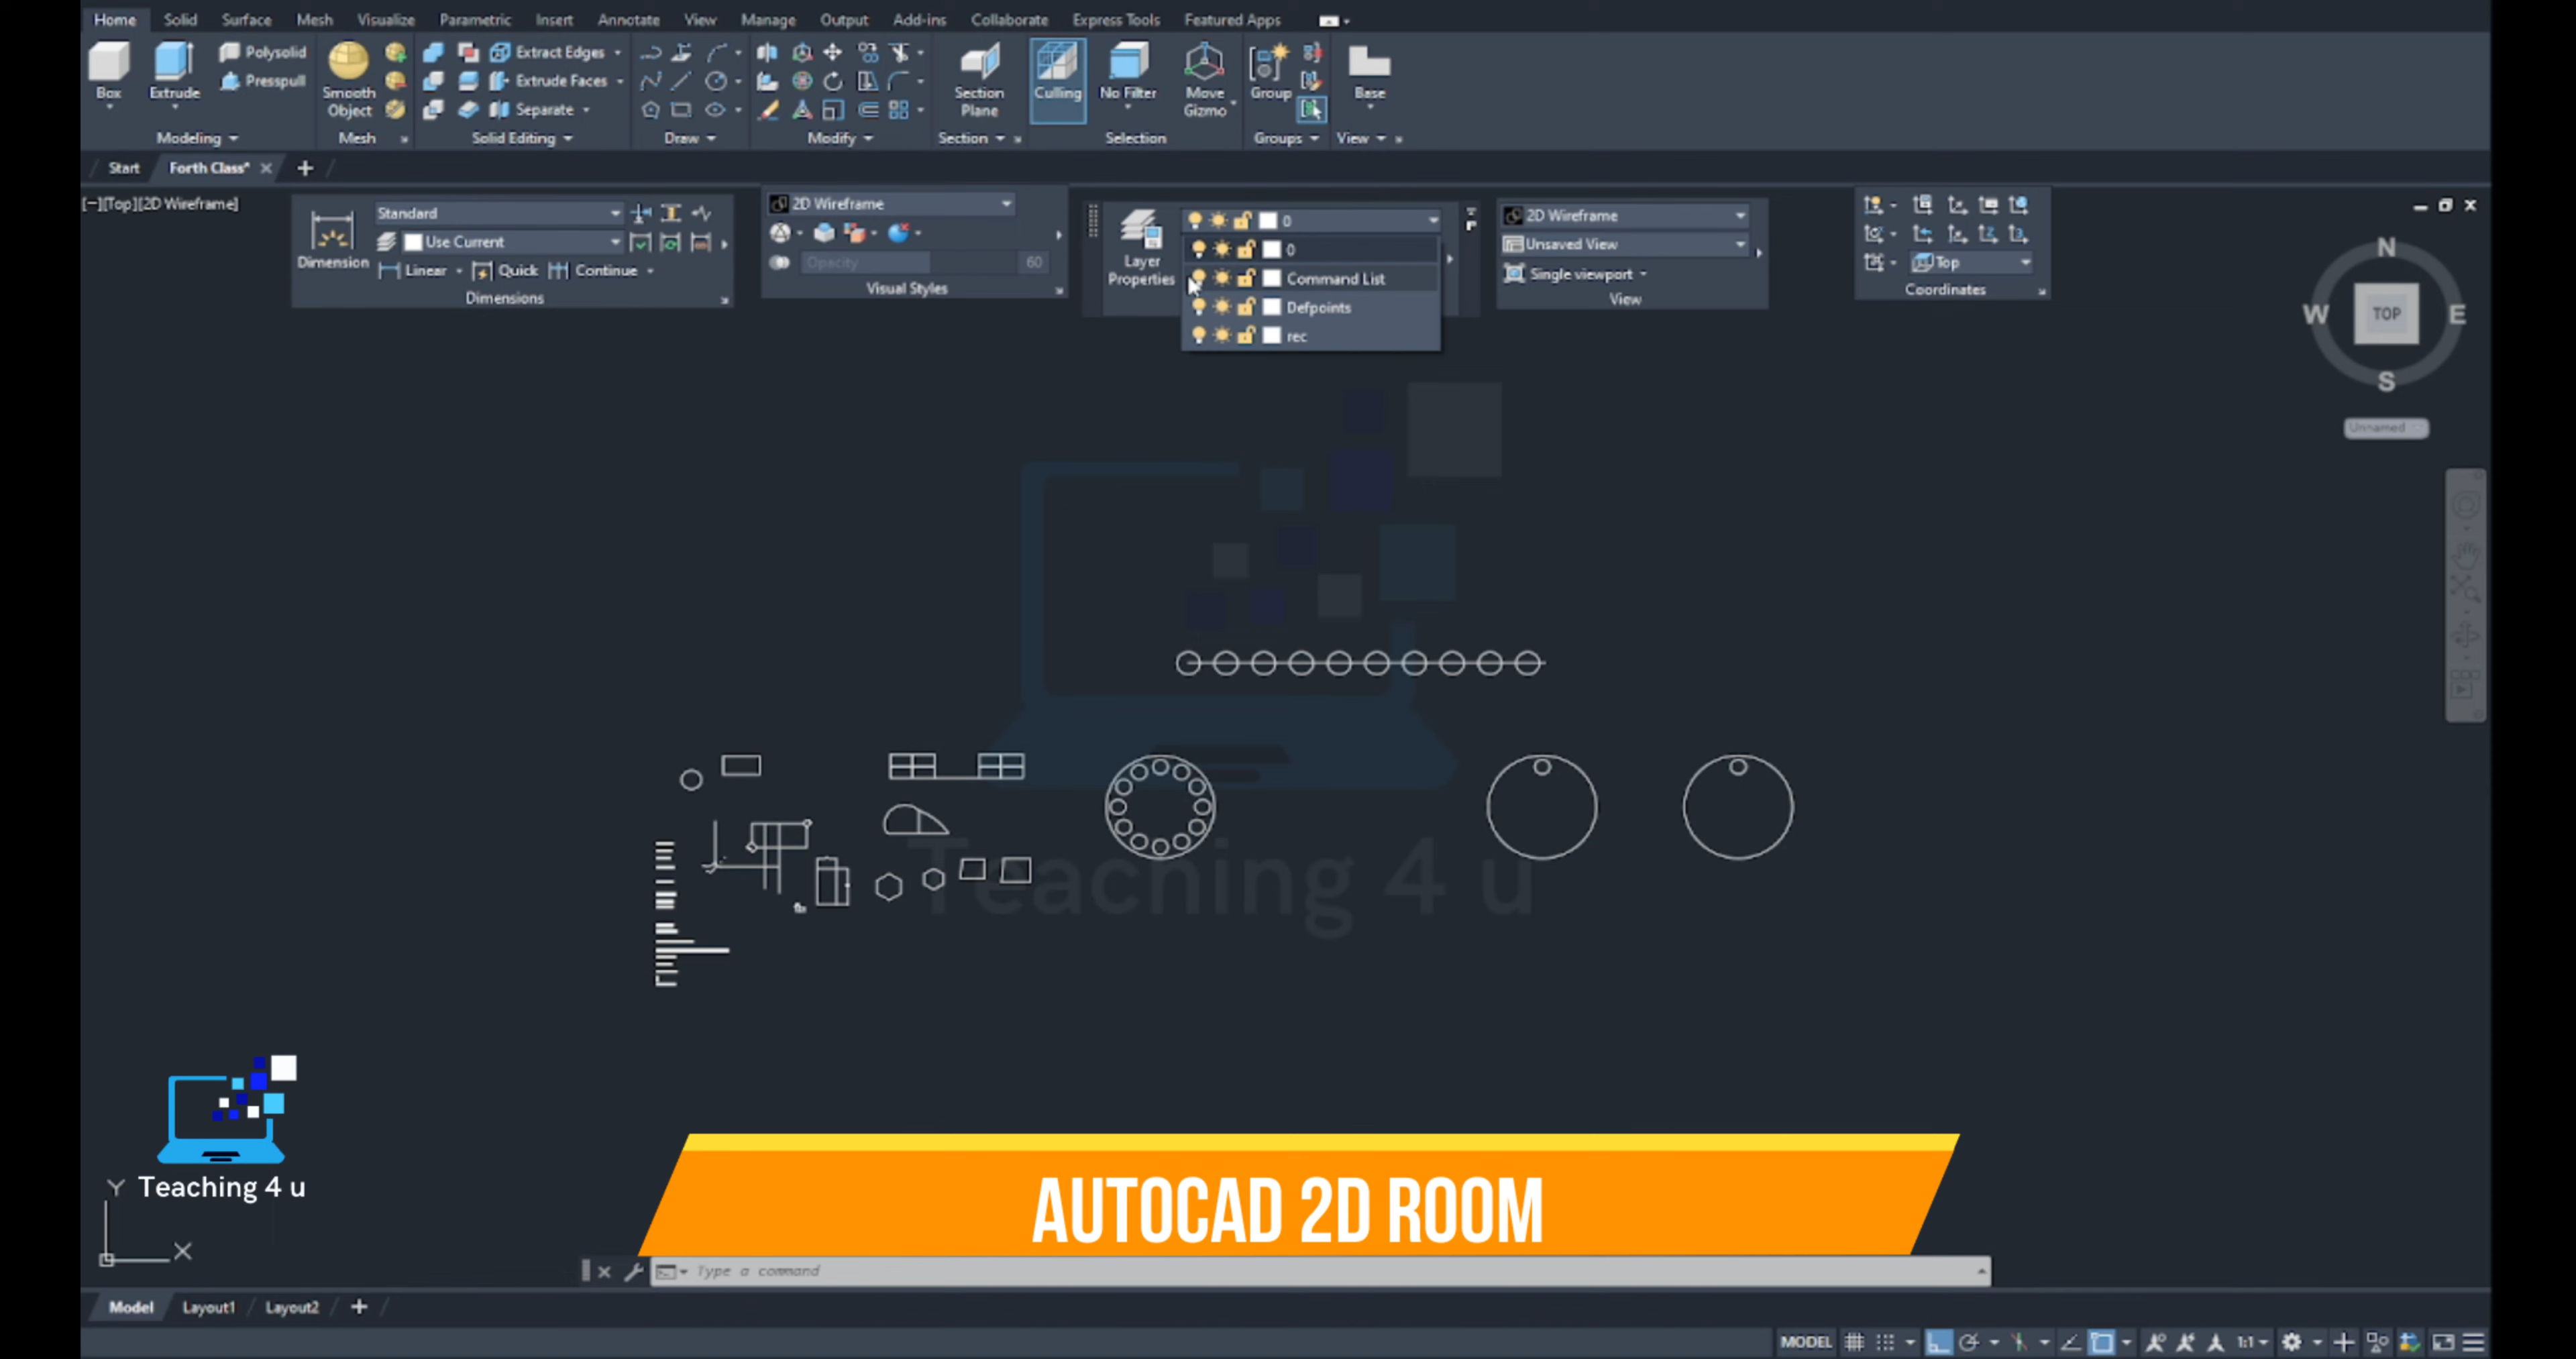 Home Solid Surface Mesh Visualize Parametric Insert Annotate View Manage Output Add-ins Collaborate Express Tools Featured Apps
Polysolid
Presspull
Box
Extrude
Modeling
Smooth
Object
Mesh
Extract Edges
Extrude Faces
Separate
Solid Editing
Draw
Modify
Section
Plane
Section
Culling
No Filter
Move
Gizmo
Selection
Group
Groups
Base
View
Start
Forth Class*
[−][Top][2D Wireframe]
Dimension
Standard
Use Current
Linear
Quick
Continue
Dimensions
2D Wireframe
Opacity
60
Visual Styles
Layer
Properties
0
0
Command List
Defpoints
rec
2D Wireframe
Unsaved View
Single viewport
View
Top
Coordinates
N
W
TOP
E
S
Unnamed
Teaching 4 u
Teaching 4 u
Y
X
AUTOCAD 2D ROOM
Type a command
Model
Layout1
Layout2
MODEL
1:1